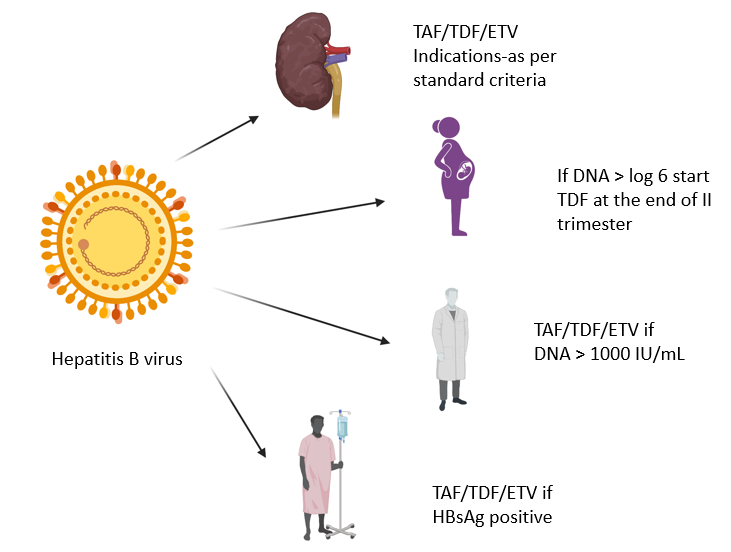 TAF/TDF/ETV
Indications-as per
standard criteria
If DNA > log 6 start
TDF at the end of II
trimester
Hepatitis B virus
TAF/TDF/ETV if
DNA > 1000 IU/mL
TAF/TDF/ETV if
HBsAg positive